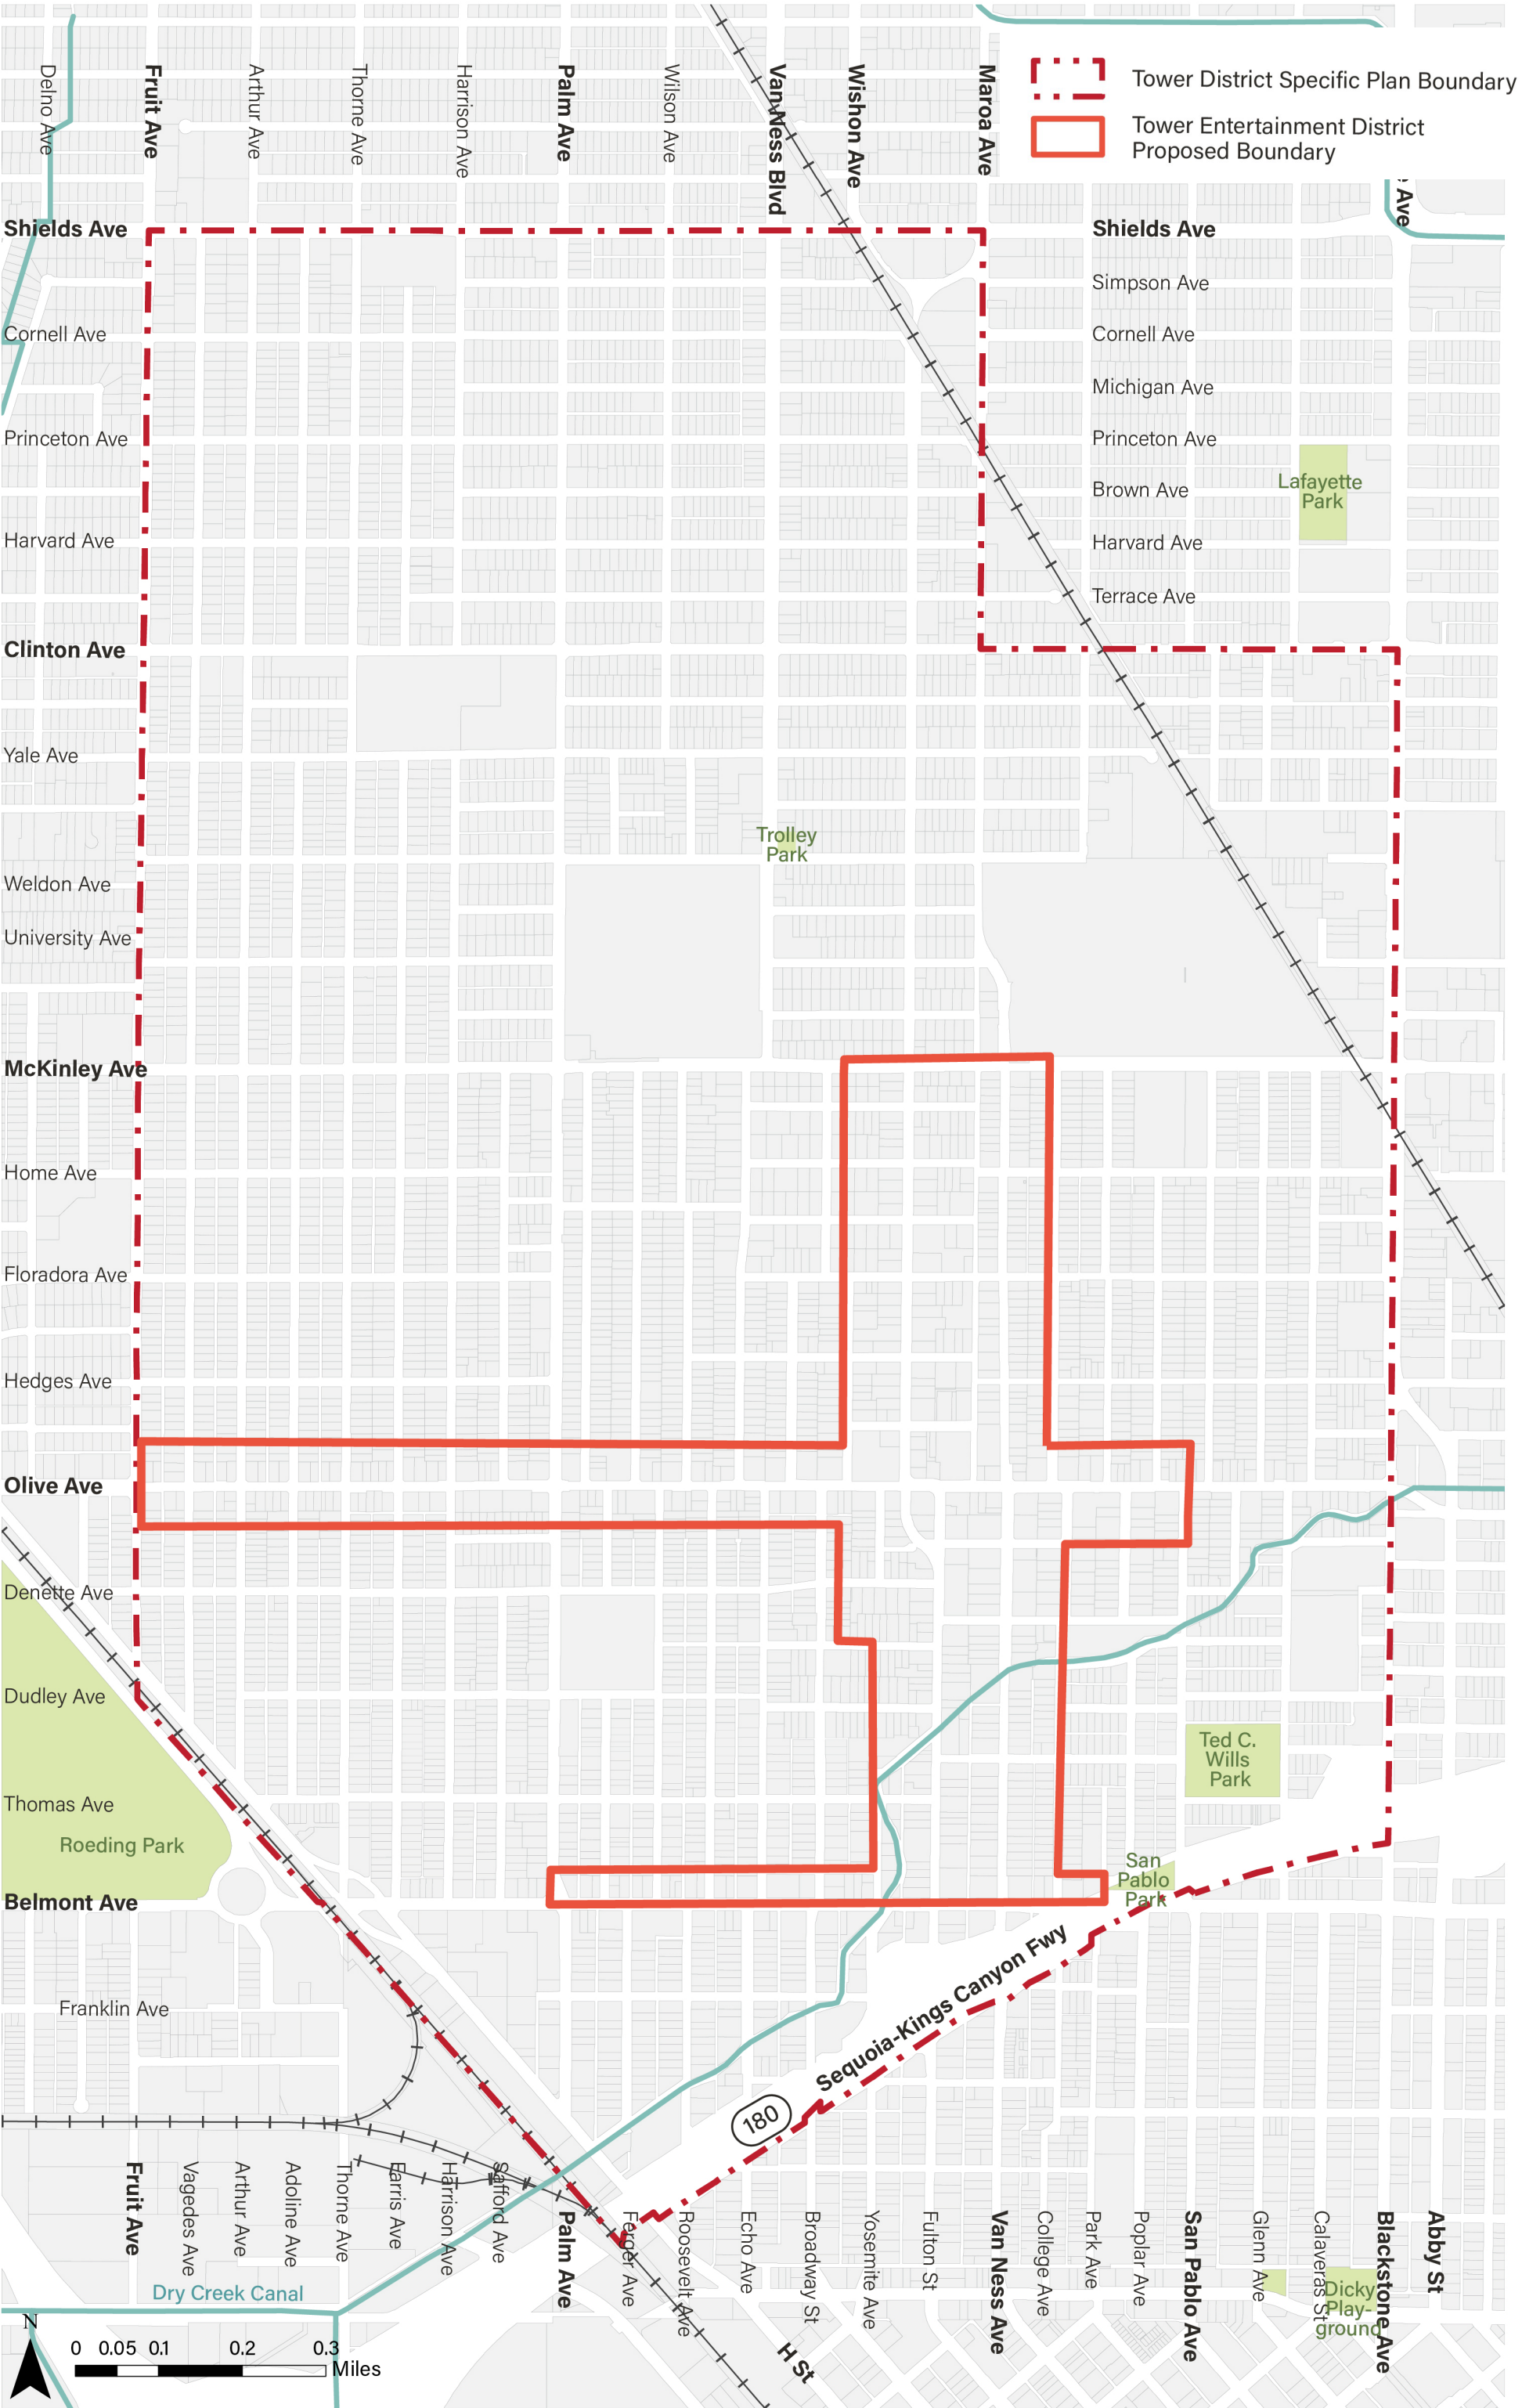 Delno Ave
Fruit Ave
Arthur Ave
Thorne Ave
Harrison Ave
Palm Ave
Wilson Ave
Van Ness Blvd
Wishon Ave
Maroa Ave
Tower District Specific Plan Boundary
Tower Entertainment District
Proposed Boundary
Ave
Shields Ave
Shields Ave
Simpson Ave
Cornell Ave
Cornell Ave
Michigan Ave
Princeton Ave
Princeton Ave
Lafayette
Park
Brown Ave
Harvard Ave
Harvard Ave
Terrace Ave
Clinton Ave
Yale Ave
Trolley
Park
Weldon Ave
University Ave
McKinley Ave
Home Ave
Floradora Ave
Hedges Ave
Olive Ave
Denette Ave
Dudley Ave
Ted C.
Wills
Park
Thomas Ave
Roeding Park
San
Pablo
Park
Belmont Ave
Sequoia-Kings Canyon Fwy
180
Franklin Ave
Fruit Ave
Vagedes Ave
Arthur Ave
Adoline Ave
Thorne Ave
Farris Ave
Harrison Ave
Safford Ave
Palm Ave
Ferger Ave
Roosevelt Ave
Echo Ave
Broadway St
Yosemite Ave
Fulton St
Van Ness Ave
College Ave
Park Ave
Poplar Ave
San Pablo Ave
Glenn Ave
Calaveras St
Blackstone Ave
Abby St
Dry Creek Canal
Dicky
Play-
ground
H St
N
0 0.05 0.1 0.2 0.3
Miles